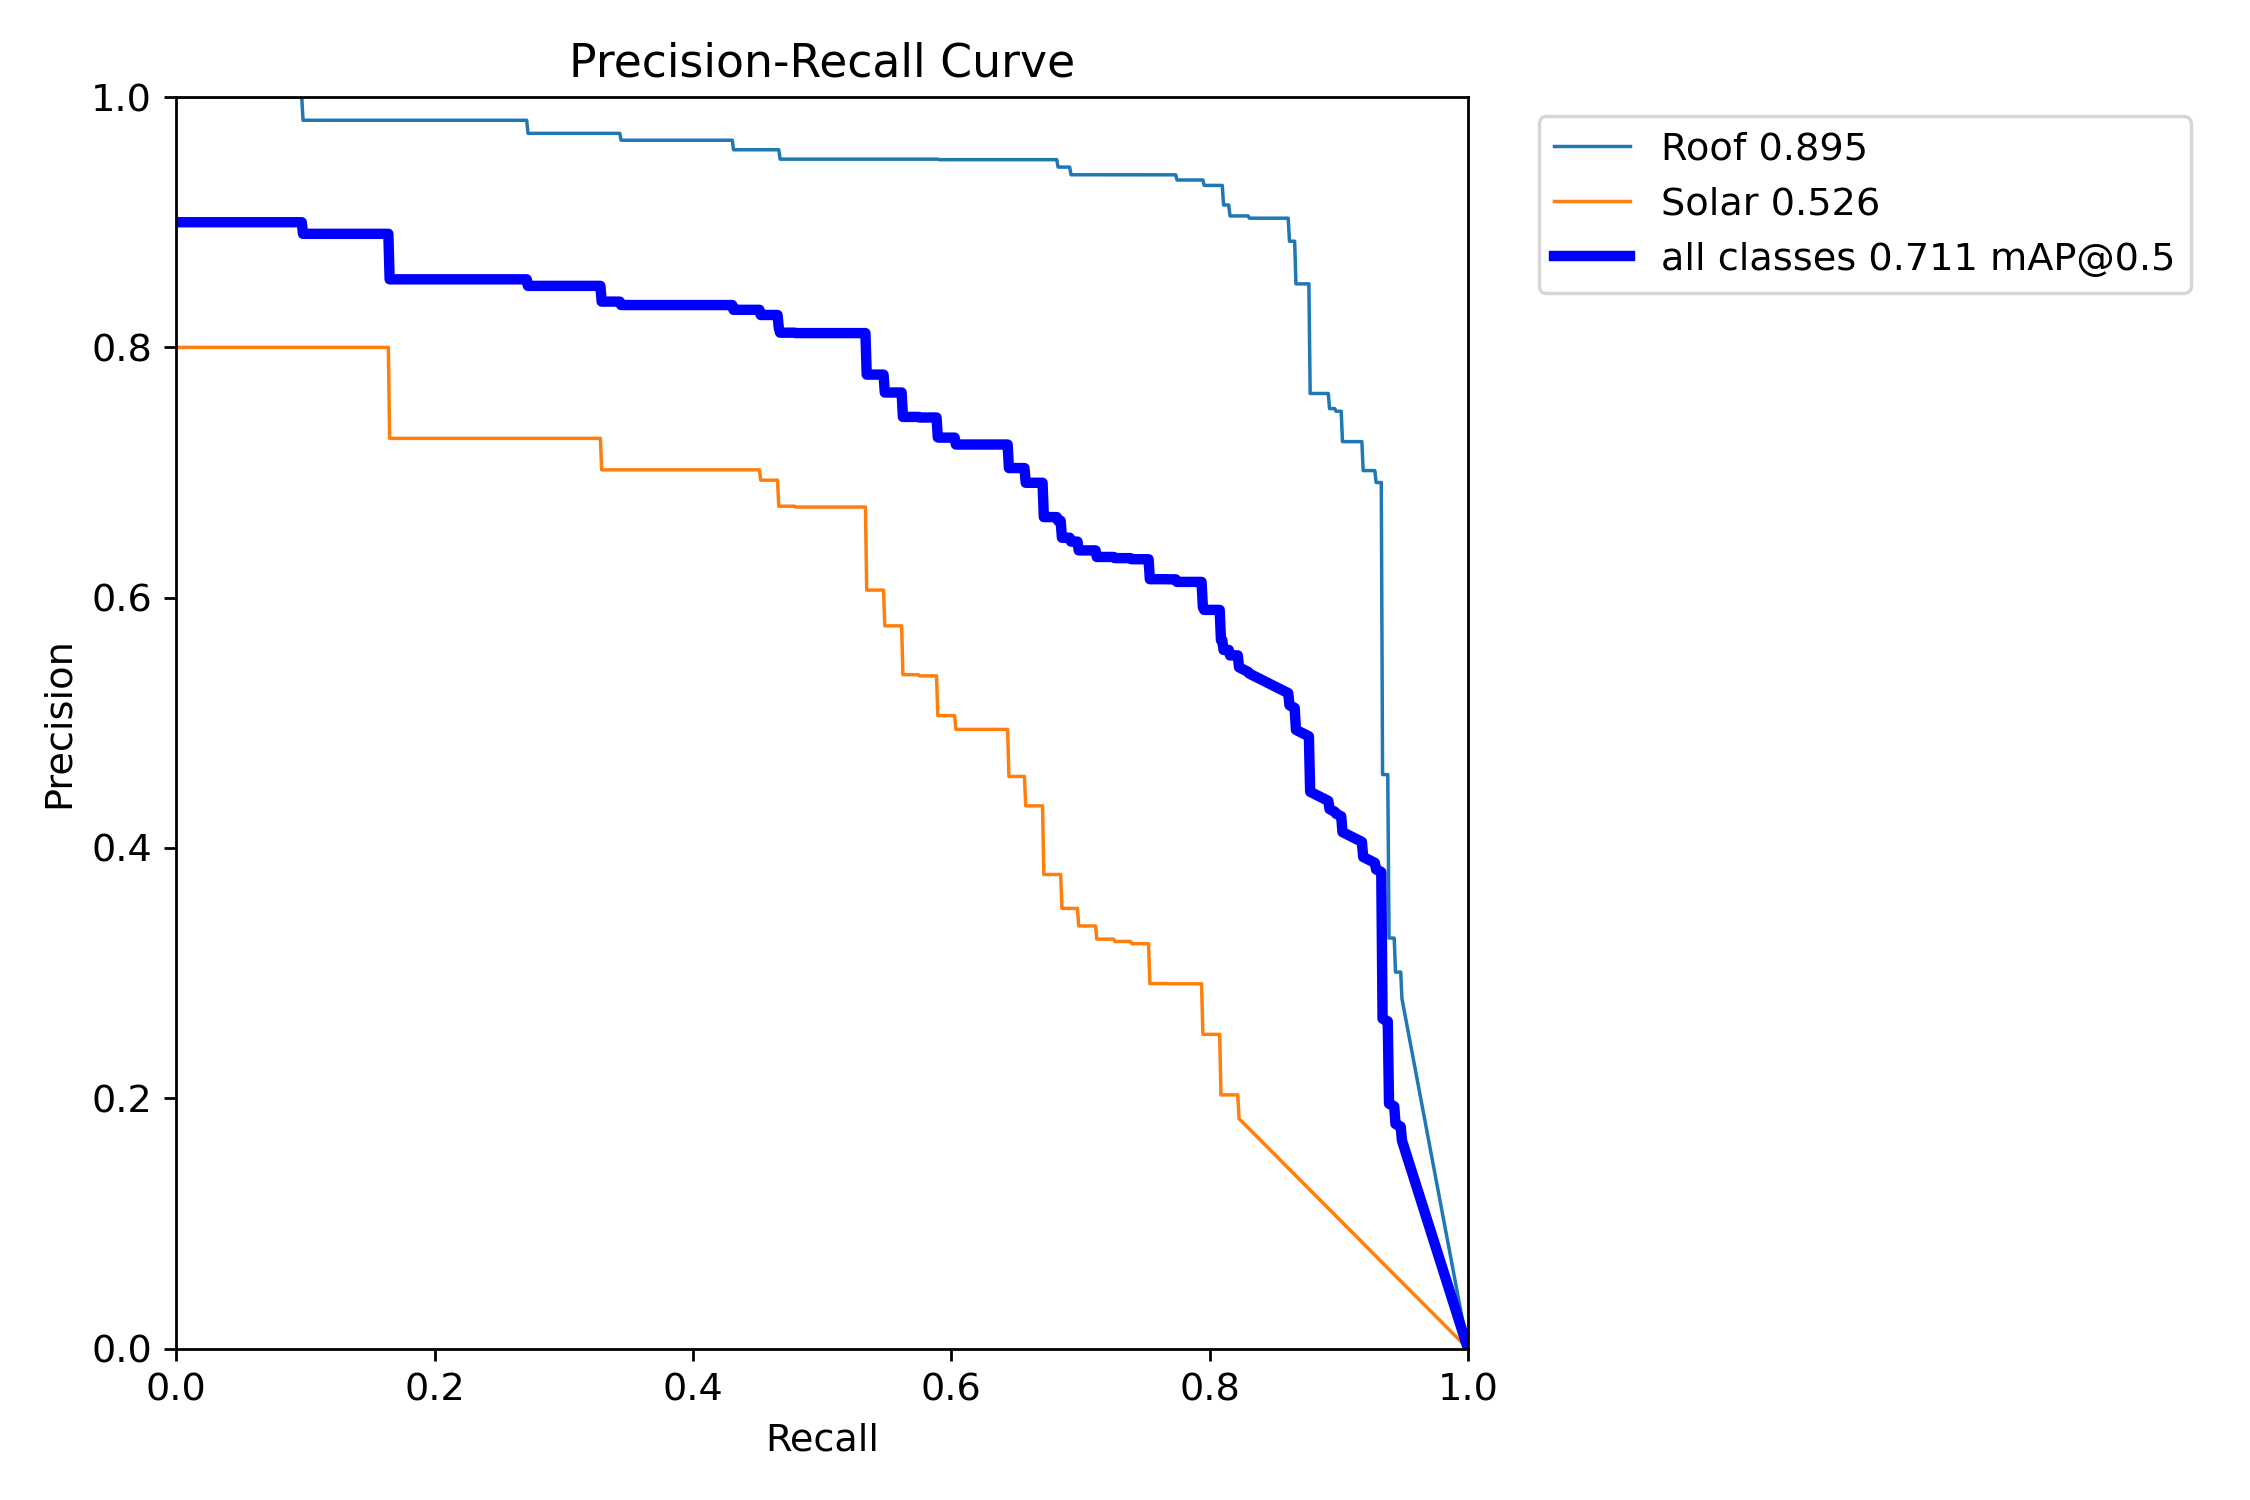 Precision-Recall Curve
1.0
0.8
0.6
0.4
0.2
0.0
Precision
0.0 0.2 0.4 0.6 0.8 1.0
Recall
Roof 0.895
Solar 0.526
all classes 0.711 mAP@0.5